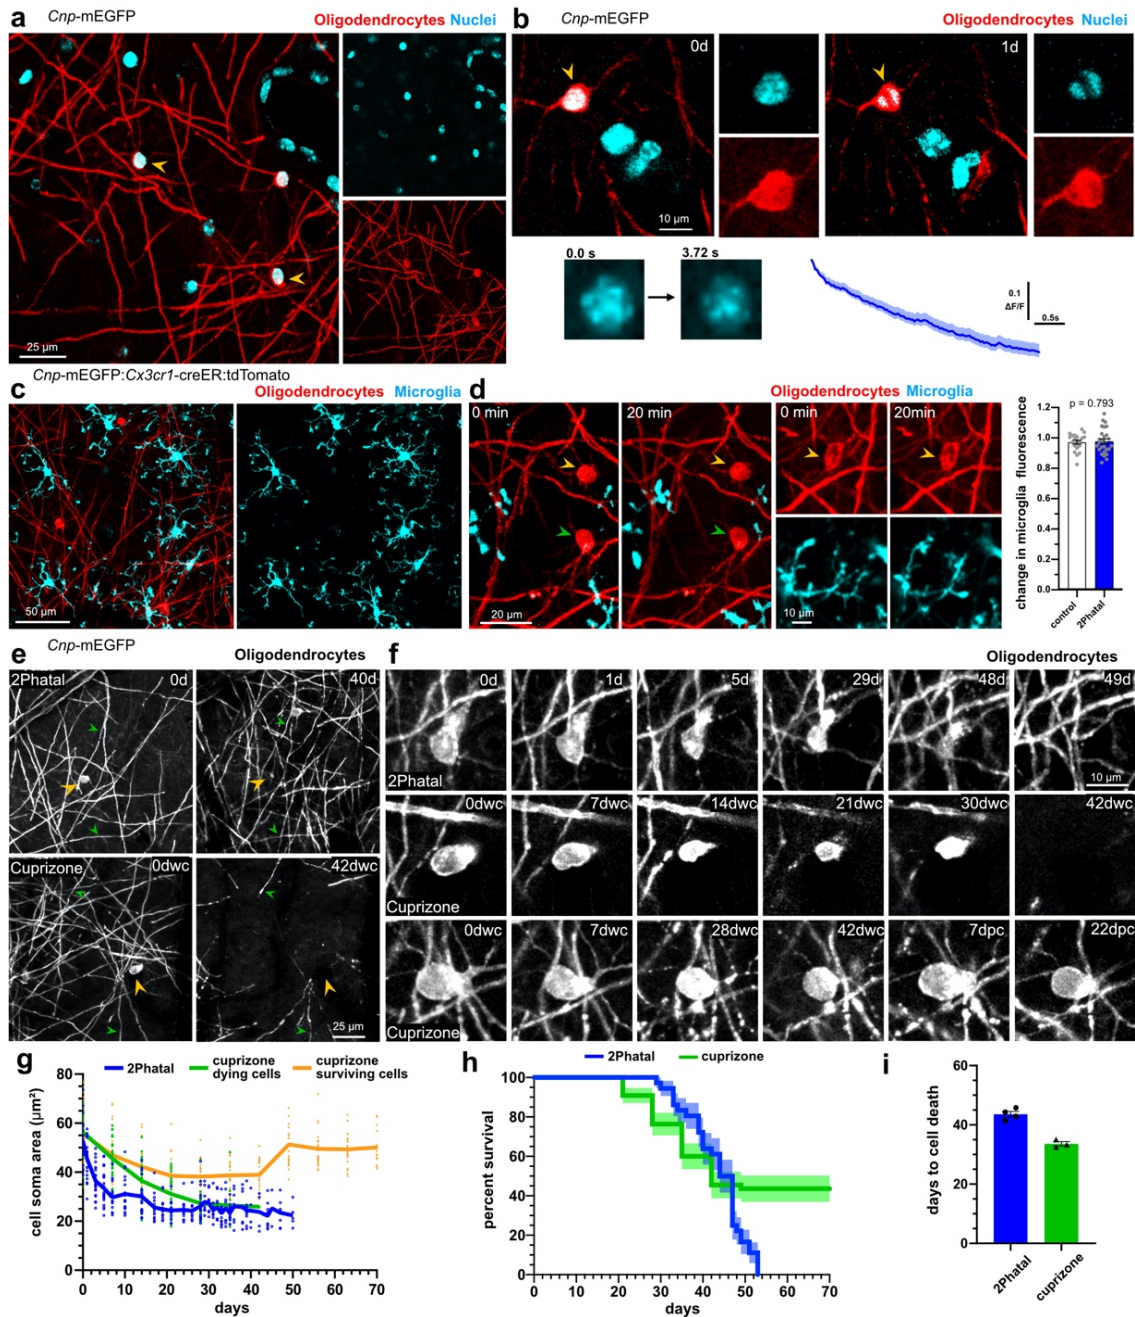 a
Cnp-mEGFP
Oligodendrocytes Nuclei
25 µm
b
Cnp-mEGFP
Oligodendrocytes Nuclei
0d
1d
10 µm
0.0 s
3.72 s
0.1
ΔF/F
0.5s
Cnp-mEGFP:Cx3cr1-creER:tdTomato
c
Oligodendrocytes Microglia
50 µm
d
Oligodendrocytes Microglia
0 min
20 min
0 min
20min
20 µm
10 µm
change in microglia fluorescence
p = 0.793
1.2
1.0
0.8
0.6
0.4
0.2
0.0
control
2Phatal
e
Cnp-mEGFP
Oligodendrocytes
2Phatal
0d
40d
Cuprizone
0dwc
42dwc
25 µm
f
Oligodendrocytes
0d
1d
5d
29d
48d
49d
2Phatal
10 µm
0dwc
7dwc
14dwc
21dwc
30dwc
42dwc
Cuprizone
0dwc
7dwc
28dwc
42dwc
7dpc
22dpc
Cuprizone
g
2Phatal
cuprizone
dying cells
cuprizone
surviving cells
cell soma area (µm²)
80
60
40
20
0
0 10 20 30 40 50 60 70
days
h
2Phatal
cuprizone
percent survival
100
80
60
40
20
0
0 10 20 30 40 50 60 70
days
i
days to cell death
60
40
20
0
2Phatal
cuprizone